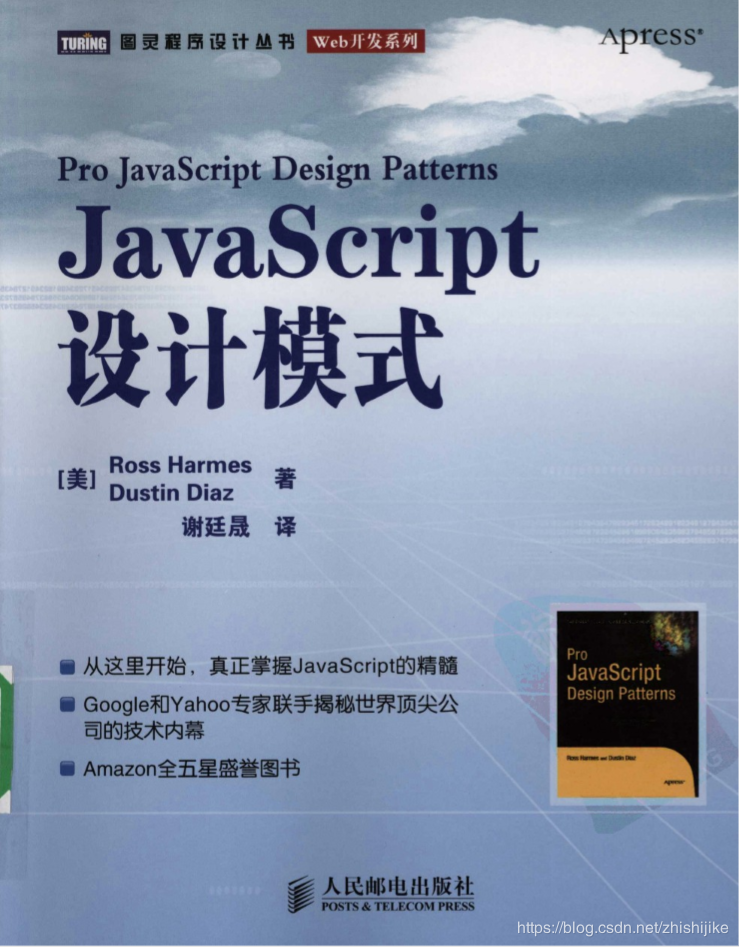 TURING 图灵程序设计丛书 Web开发系列 Apress®
Pro JavaScript Design Patterns
JavaScript
设计模式
[美] Ross Harmes
Dustin Diaz 著
谢廷晟 译
从这里开始，真正掌握JavaScript的精髓
Google和Yahoo专家联手揭秘世界顶尖公
司的技术内幕
Amazon全五星盛誉图书
Pro
JavaScript
Design Patterns
Ross Harmes and Dustin Diaz
Apress®
人民邮电出版社
POSTS & TELECOM PRESS
https://blog.csdn.net/zhishijike